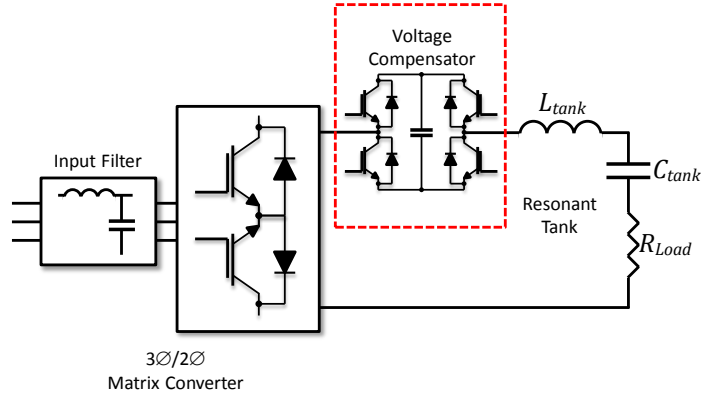 Voltage
Compensator
L_tank
Input Filter
C_tank
Resonant
Tank
R_Load
3∅/2∅
Matrix Converter